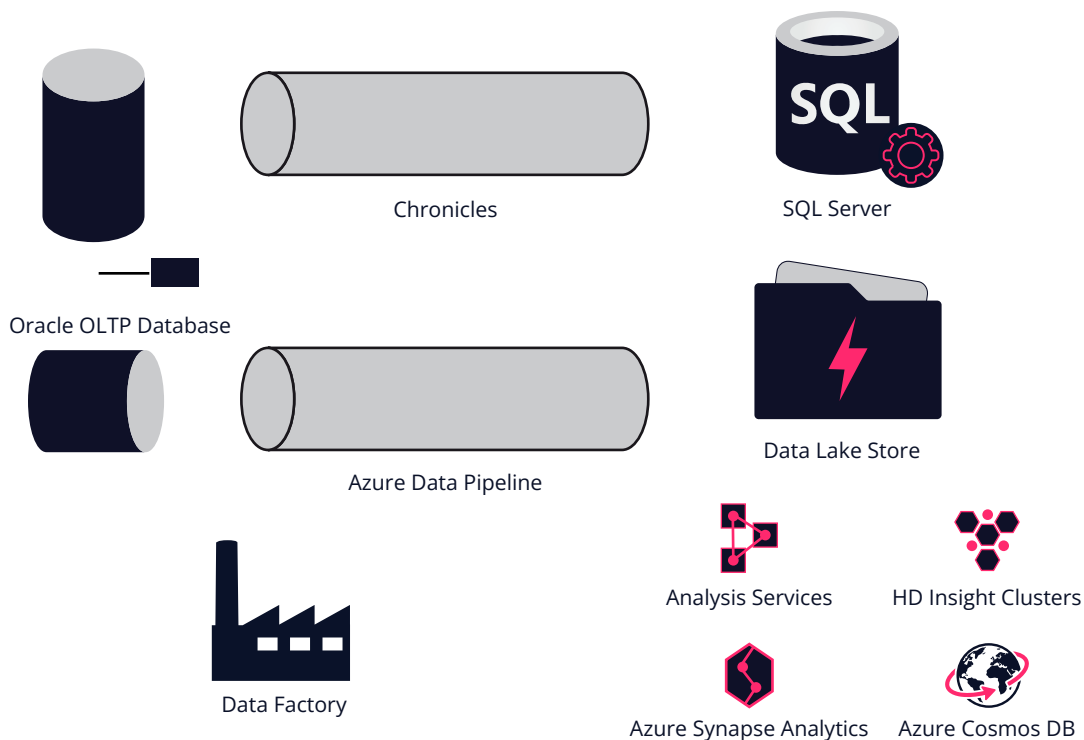 SQL
Chronicles
SQL Server
Oracle OLTP Database
Data Lake Store
Azure Data Pipeline
Analysis Services
HD Insight Clusters
Data Factory
Azure Synapse Analytics
Azure Cosmos DB